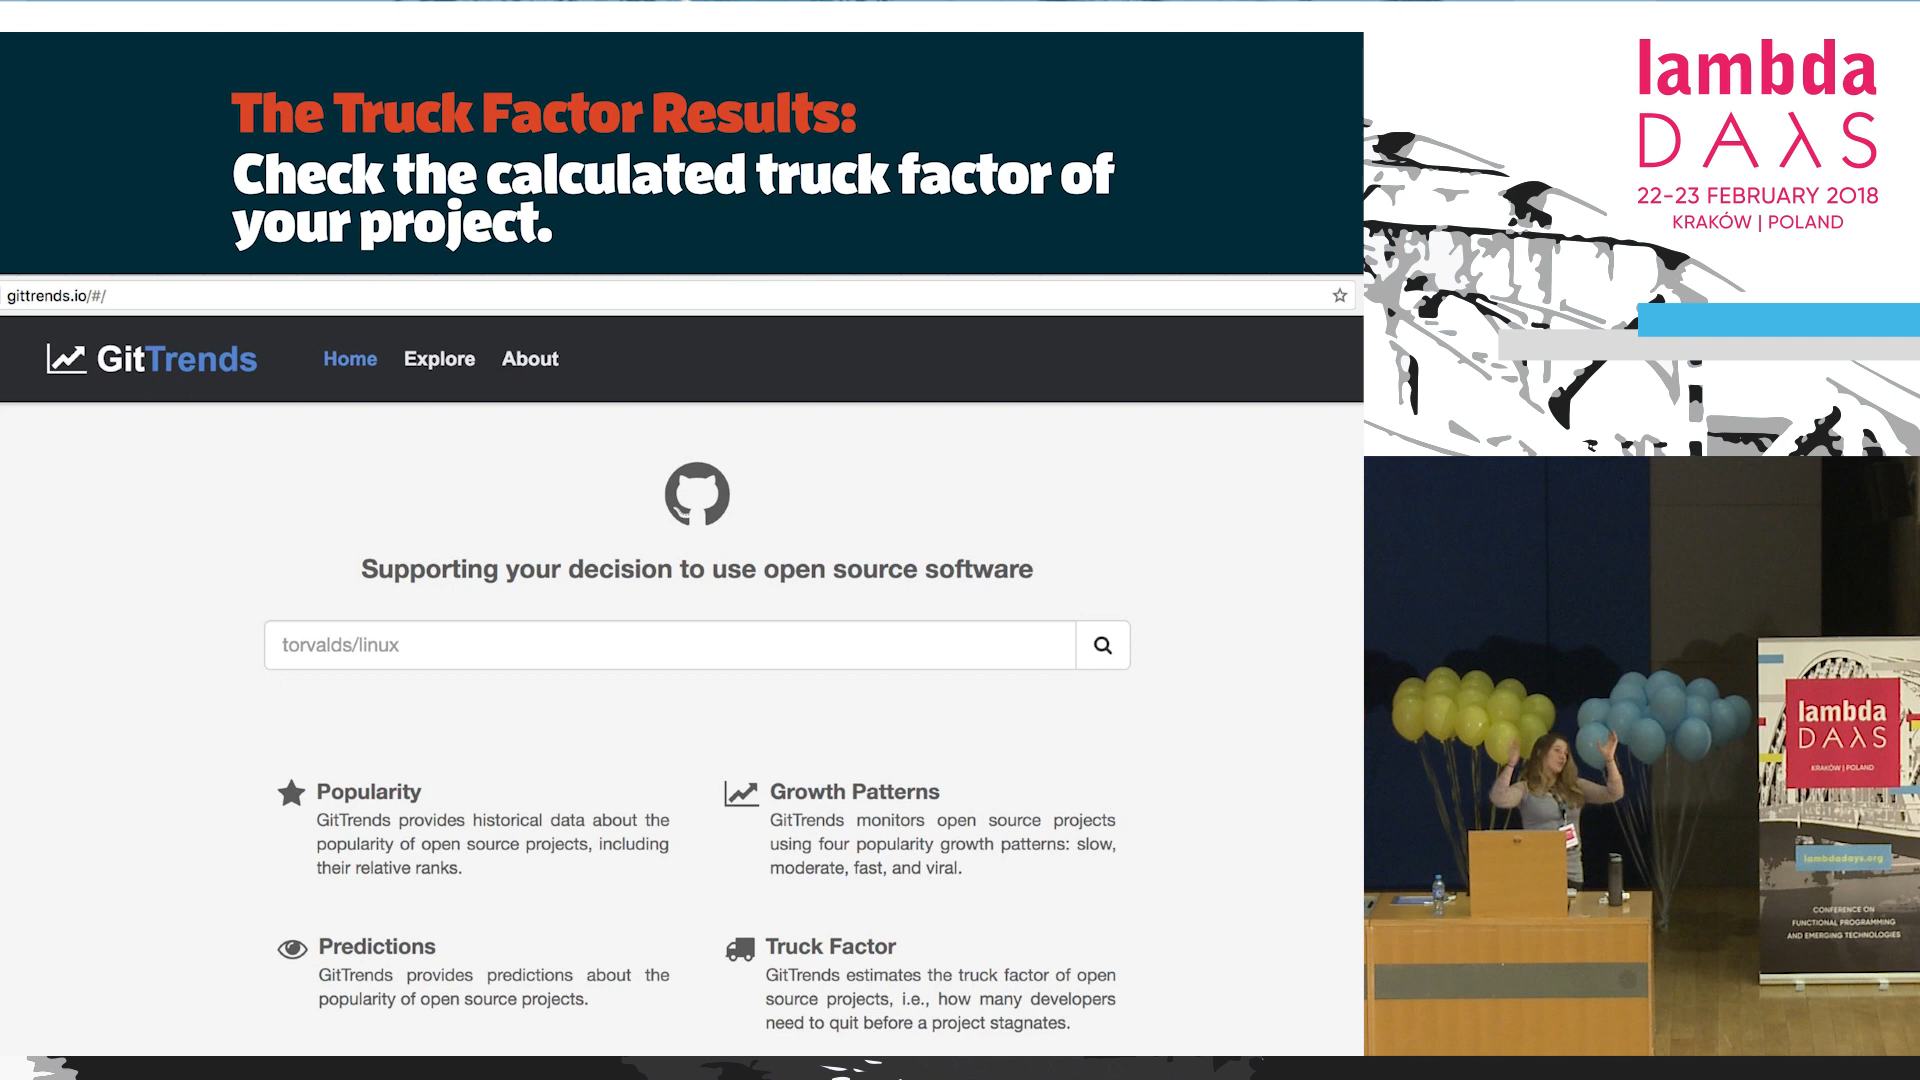 The Truck Factor Results:
Check the calculated truck factor of
your project.
gittrends.io/#/
GitTrends
Home
Explore
About
Supporting your decision to use open source software
torvalds/linux
Popularity
GitTrends provides historical data about the
popularity of open source projects, including
their relative ranks.
Growth Patterns
GitTrends monitors open source projects
using four popularity growth patterns: slow,
moderate, fast, and viral.
Predictions
GitTrends provides predictions about the
popularity of open source projects.
Truck Factor
GitTrends estimates the truck factor of open
source projects, i.e., how many developers
need to quit before a project stagnates.
lambda
DAλS
22-23 FEBRUARY 2018
KRAKÓW | POLAND
lambda
DAλS
KRAKÓW | POLAND
lambdadays.org
CONFERENCE ON
FUNCTIONAL PROGRAMMING
AND EMERGING TECHNOLOGIES